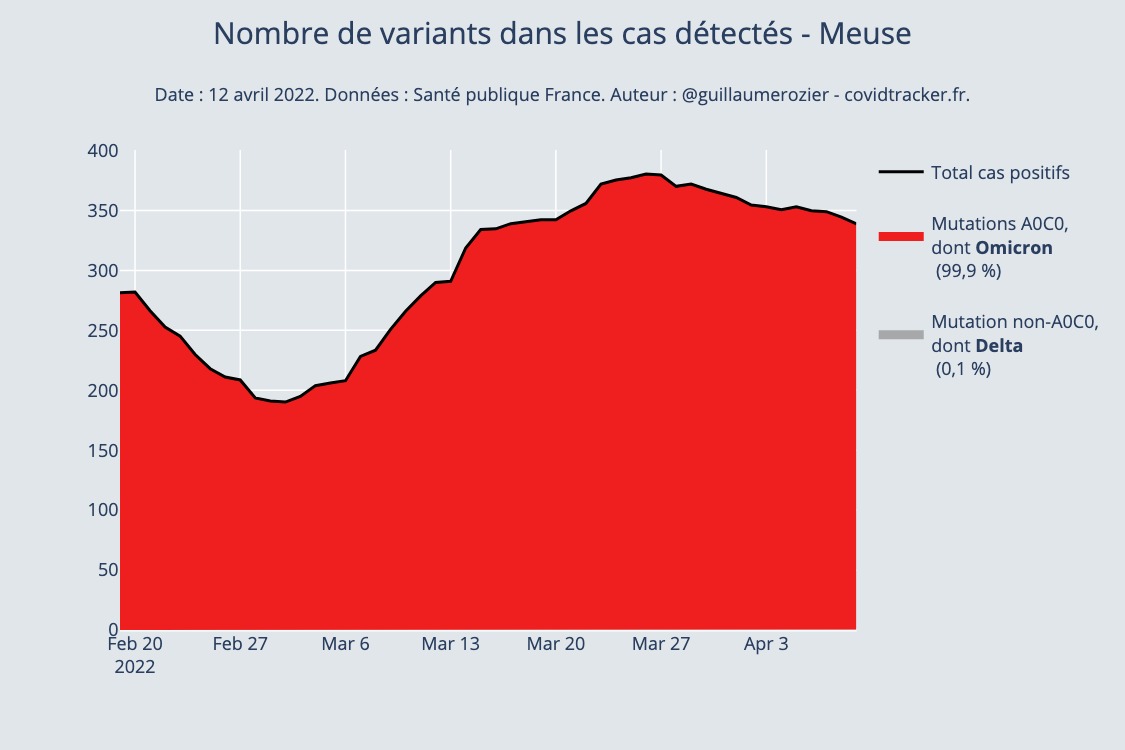 Nombre de variants dans les cas détectés - Meuse
Date : 12 avril 2022. Données : Santé publique France. Auteur : @guillaumerozier - covidtracker.fr.
400
350
300
250
200
150
100
50
0
Feb 20
2022
Feb 27
Mar 6
Mar 13
Mar 20
Mar 27
Apr 3
Total cas positifs
Mutations A0C0,
dont Omicron
(99,9 %)
Mutation non-A0C0,
dont Delta
(0,1 %)